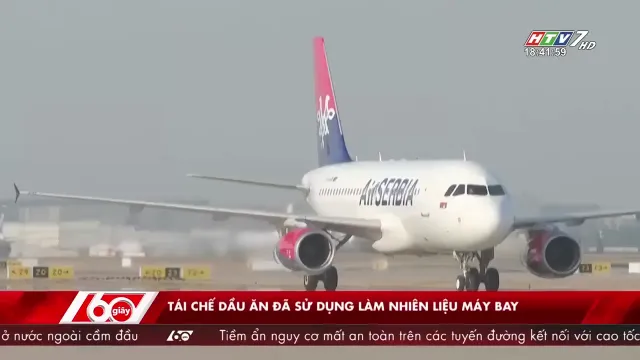 HTV7 HD
18:41:59
AIRSERBIA
60 giây
TÁI CHẾ DẦU ĂN ĐÃ SỬ DỤNG LÀM NHIÊN LIỆU MÁY BAY
ở nước ngoài cầm đầu 60 Tiềm ẩn nguy cơ mất an toàn trên các tuyến đường kết nối với cao tốc